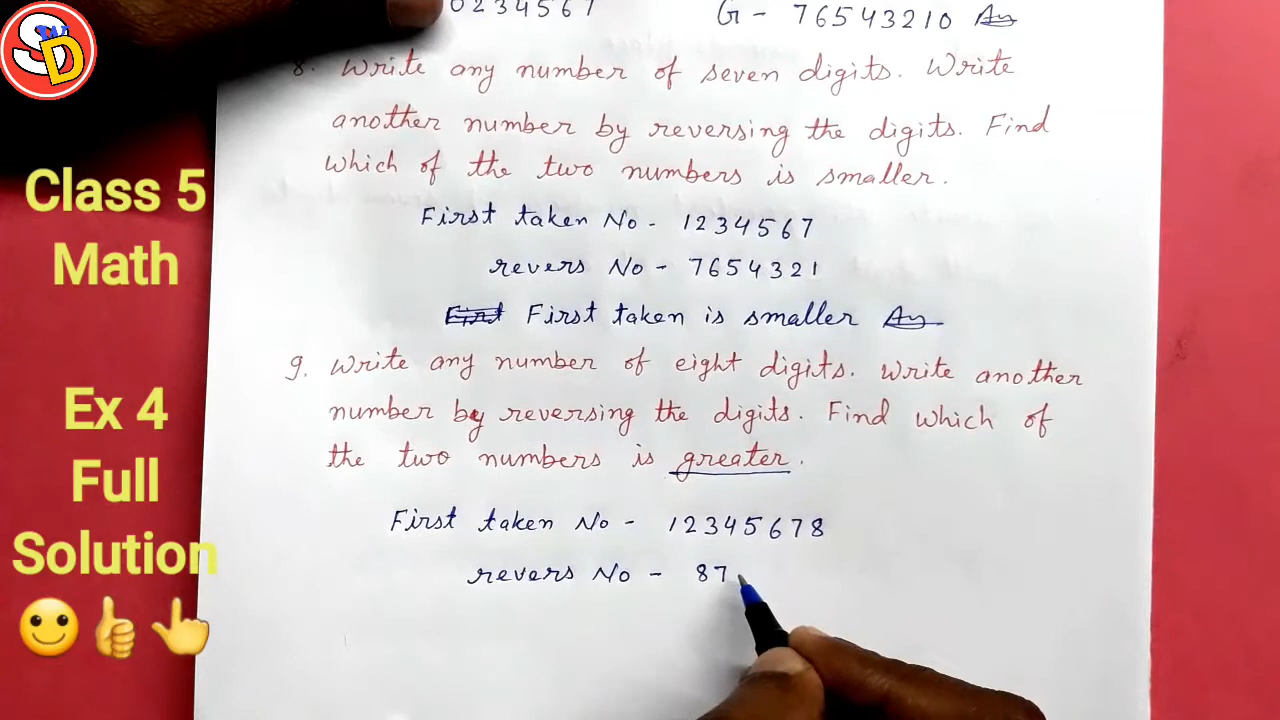 SWD
0234567 G - 76543210 Ans
8. Write any number of seven digits. Write
another number by reversing the digits. Find
which of the two numbers is smaller.
First taken No - 1234567
revers No - 7654321
First First taken is smaller Ans
9. Write any number of eight digits. Write another
number by reversing the digits. Find which of
the two numbers is greater.
First taken No - 12345678
revers No - 87
Class 5
Math
Ex 4
Full
Solution